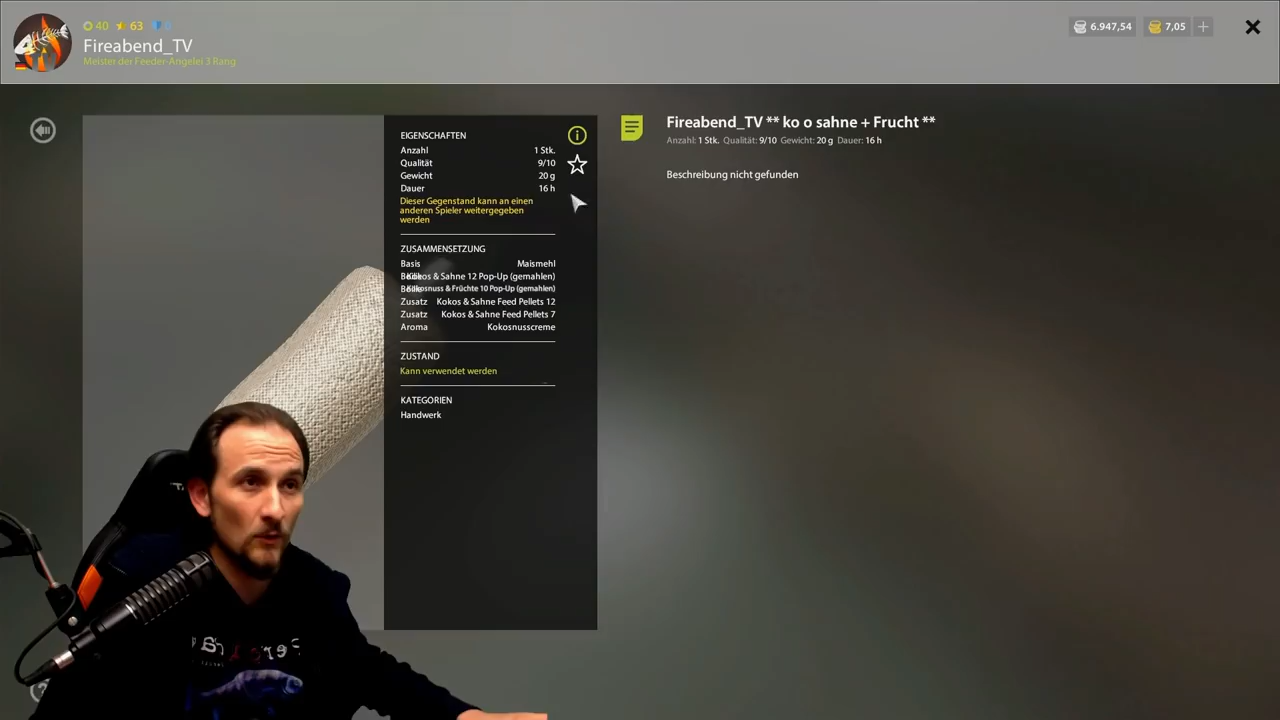 40 63
Fireabend_TV
Meister der Feeder-Angelei 3 Rang
6.947,54 7,05 +
EIGENSCHAFTEN
Anzahl 1 Stk.
Qualität 9/10
Gewicht 20 g
Dauer 16 h
Dieser Gegenstand kann an einen
anderen Spieler weitergegeben
werden
ZUSAMMENSETZUNG
Basis Maismehl
Kokos & Sahne 12 Pop-Up (gemahlen)
Kokosnuss & Früchte 10 Pop-Up (gemahlen)
Zusatz Kokos & Sahne Feed Pellets 12
Zusatz Kokos & Sahne Feed Pellets 7
Aroma Kokosnusscreme
ZUSTAND
Kann verwendet werden
KATEGORIEN
Handwerk
Fireabend_TV ** ko o sahne + Frucht **
Anzahl: 1 Stk. Qualität: 9/10 Gewicht: 20 g Dauer: 16 h
Beschreibung nicht gefunden